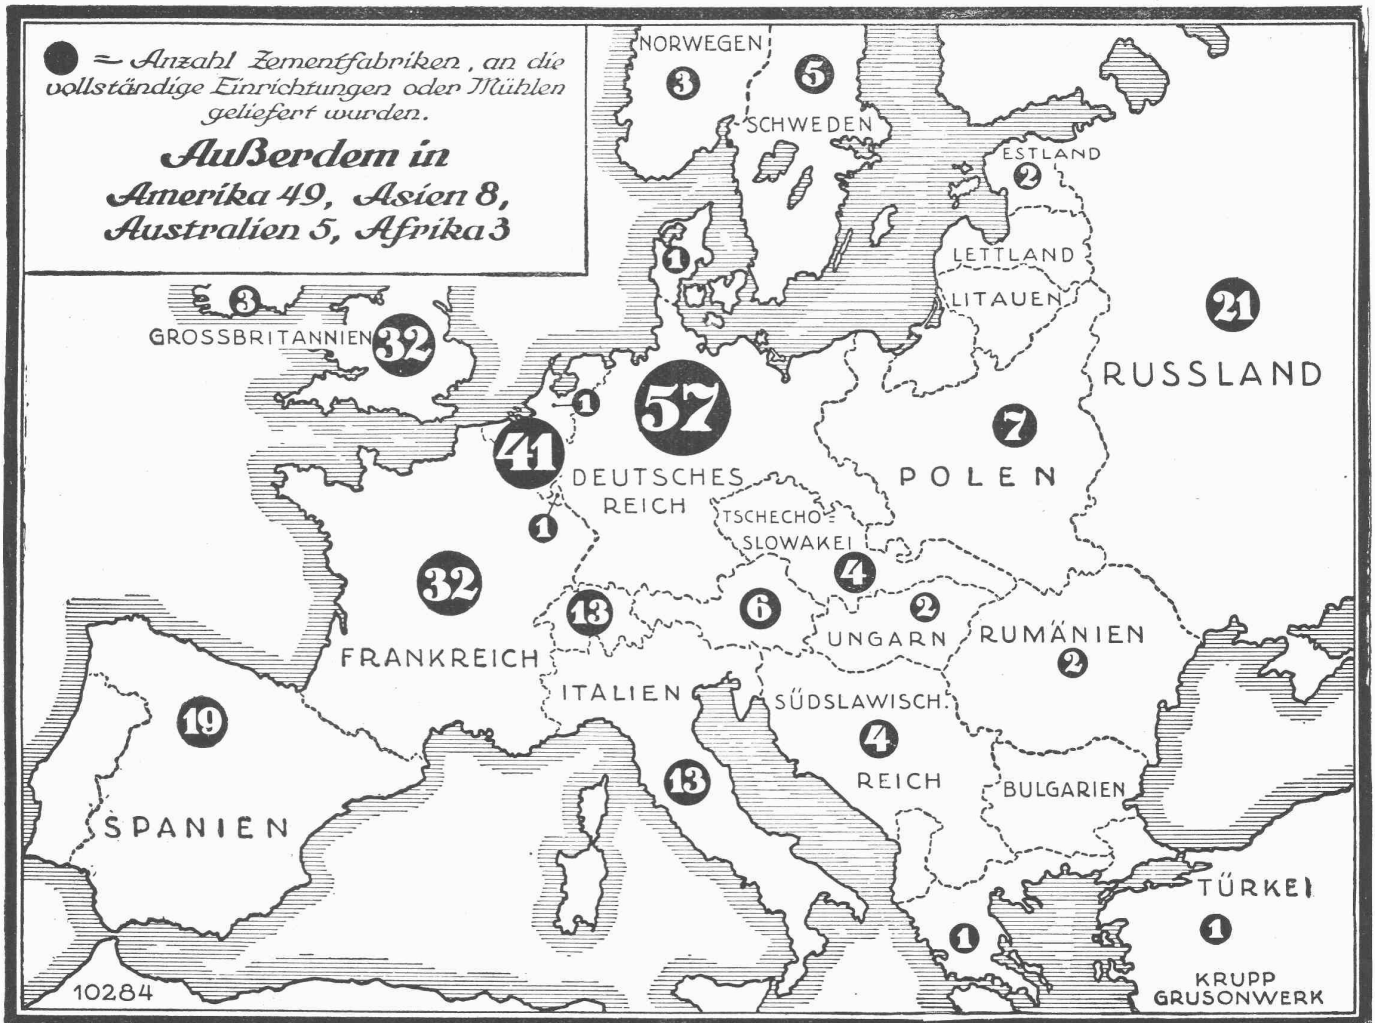 = Anzahl Zementfabriken, an die
vollständige Einrichtungen oder Mühlen
geliefert wurden.
Außerdem in
Amerika 49, Asien 8,
Australien 5, Afrika 3
NORWEGEN
3
5
SCHWEDEN
ESTLAND
2
1
LETTLAND
LITAUEN
3
GROSSBRITANNIEN
32
21
RUSSLAND
57
1
7
41
DEUTSCHES
REICH
POLEN
1
TSCHECHO=
SLOWAKEI
4
32
13
6
2
FRANKREICH
UNGARN
RUMÄNIEN
2
ITALIEN
SÜDSLAWISCH.
4
REICH
19
13
BULGARIEN
SPANIEN
TÜRKEI
1
1
KRUPP
GRUSONWERK
10284